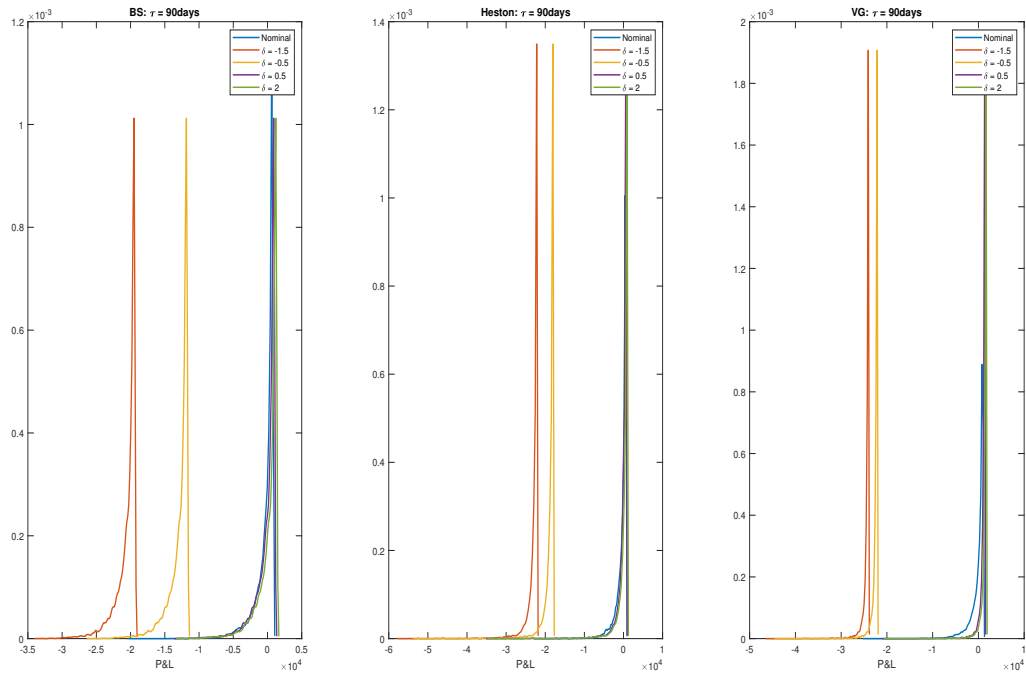 BS: τ = 90days
×10⁻³
1.2
1
0.8
0.6
0.4
0.2
0
-3.5
-3
-2.5
-2
-1.5
-1
-0.5
0
0.5
×10⁴
P&L
Nominal
δ = -1.5
δ = -0.5
δ = 0.5
δ = 2
Heston: τ = 90days
×10⁻³
1.4
1.2
1
0.8
0.6
0.4
0.2
0
-6
-5
-4
-3
-2
-1
0
1
×10⁴
P&L
Nominal
δ = -1.5
δ = -0.5
δ = 0.5
δ = 2
VG: τ = 90days
×10⁻³
2
1.8
1.6
1.4
1.2
1
0.8
0.6
0.4
0.2
0
-5
-4
-3
-2
-1
0
1
×10⁴
P&L
Nominal
δ = -1.5
δ = -0.5
δ = 0.5
δ = 2